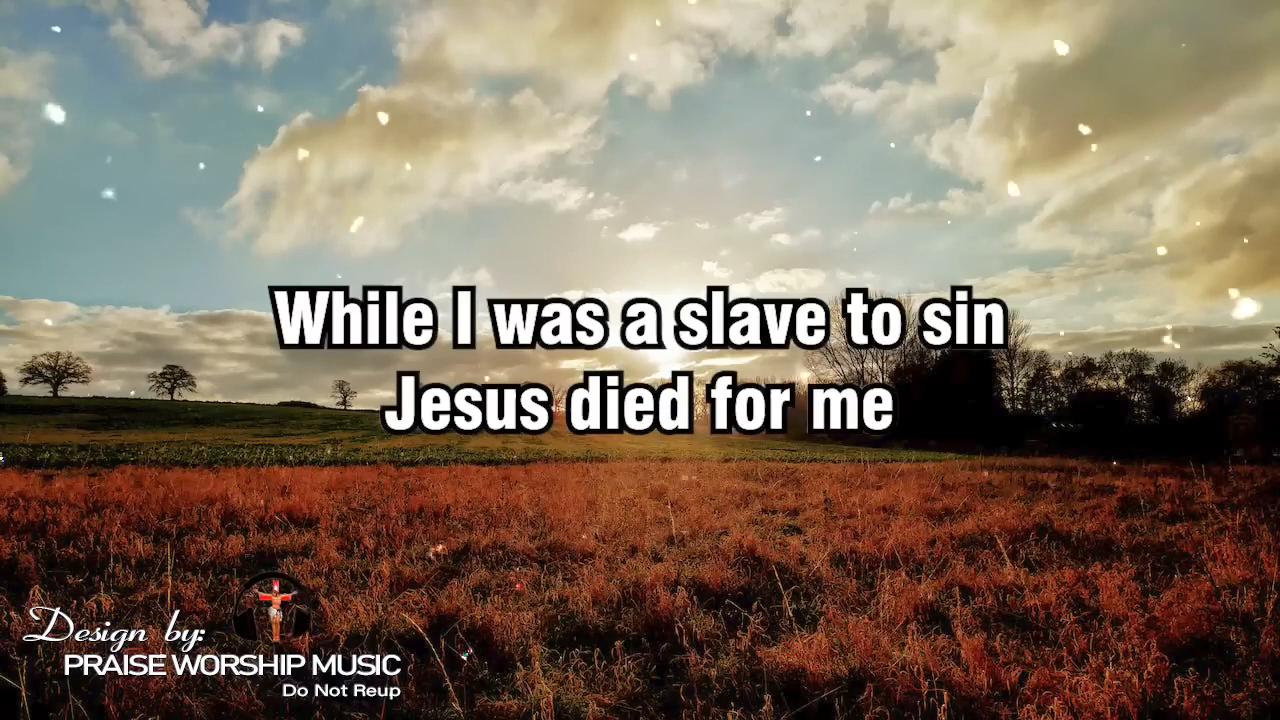 While I was a slave to sin
Jesus died for me
Design by:
PRAISE WORSHIP MUSIC
Do Not Reup